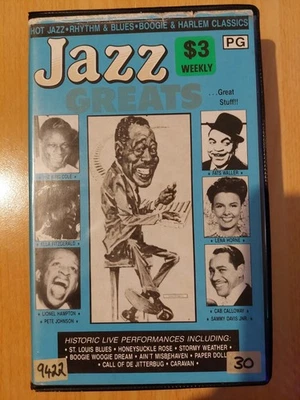 HOT JAZZ•RHYTHM & BLUES•BOOGIE & HARLEM CLASSICS
Jazz
$3
WEEKLY
PG
GREATS
...Great
Stuff!!
FATS WALLER
ELLA FITZGERALD
LENA HORNE
LIONEL HAMPTON
• PETE JOHNSON
CAB CALLOWAY
SAMMY DAVIS JNR
HISTORIC LIVE PERFORMANCES INCLUDING:
• ST. LOUIS BLUES • HONEYSUCKLE ROSE • STORMY WEATHER •
BOOGIE WOOGIE DREAM • AIN'T MISBEHAVEN • PAPER DOLL
• CALL OF DE JITTERBUG • CARAVAN •
9422
30